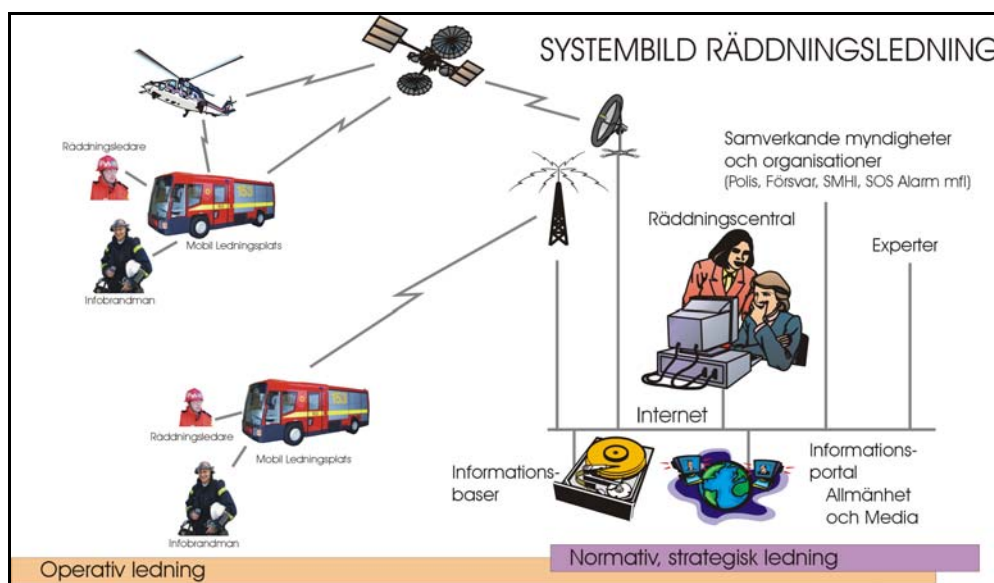 SYSTEMBILD RÄDDNINGSLEDNING
Räddningsledare
Mobil Ledningsplats
Infobrandman
Samverkande myndigheter
och organisationer
(Polis, Försvar, SMHI, SOS Alarm mfl)
Räddningscentral
Experter
Internet
Räddningsledare
Mobil Ledningsplats
Infobrandman
Informations-
baser
Informations-
portal
Allmänhet
och Media
Normativ, strategisk ledning
Operativ ledning